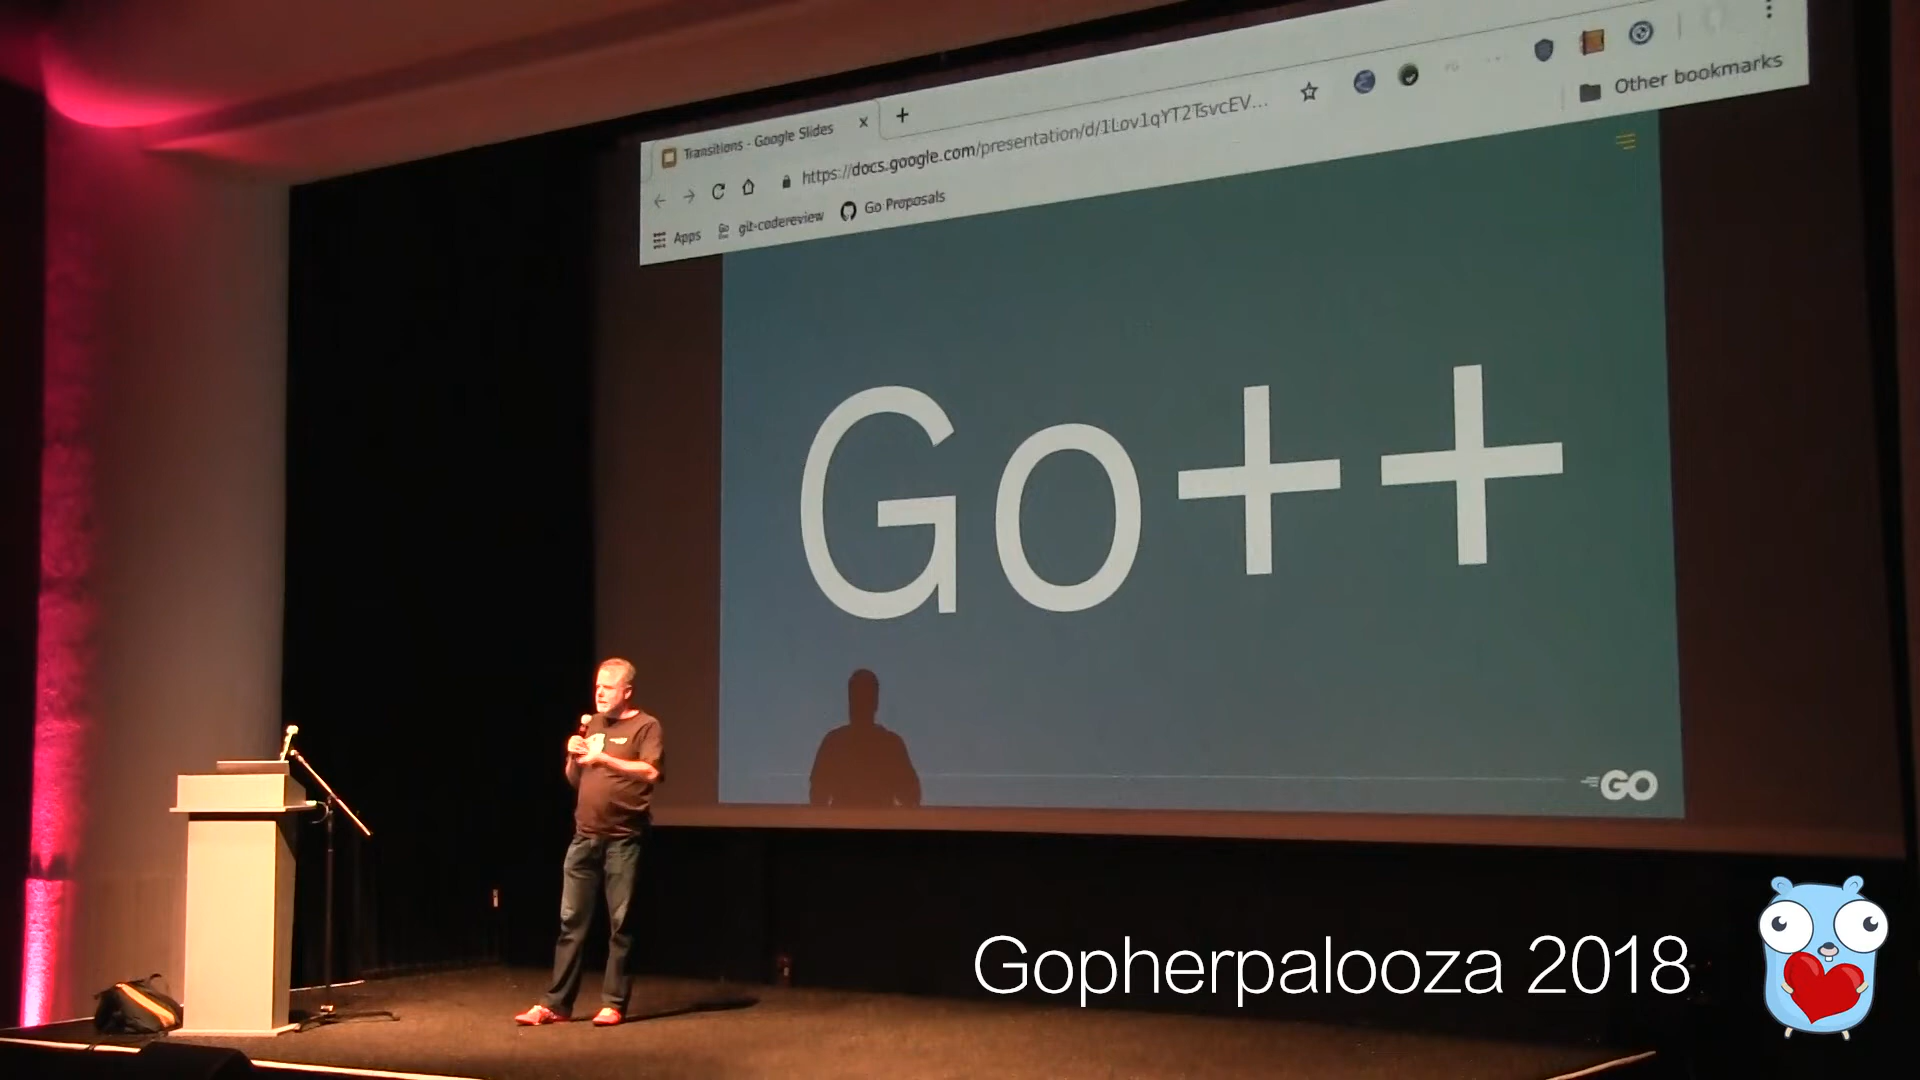 Transitions - Google Slides
https://docs.google.com/presentation/d/1Lov1qYT2TsvcEV...
Apps git-codereview Go Proposals Other bookmarks
Go++
GO
Gopherpalooza 2018